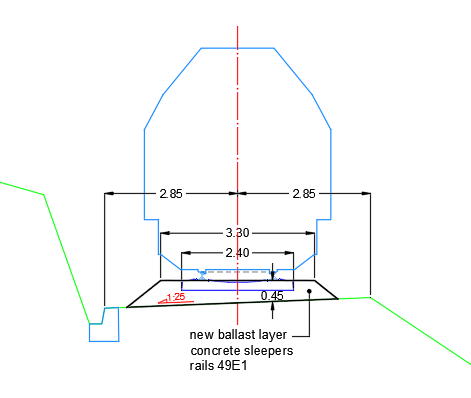 2.85 2.85
3.30
2.40
1:25 0.45
new ballast layer
concrete sleepers
rails 49E1